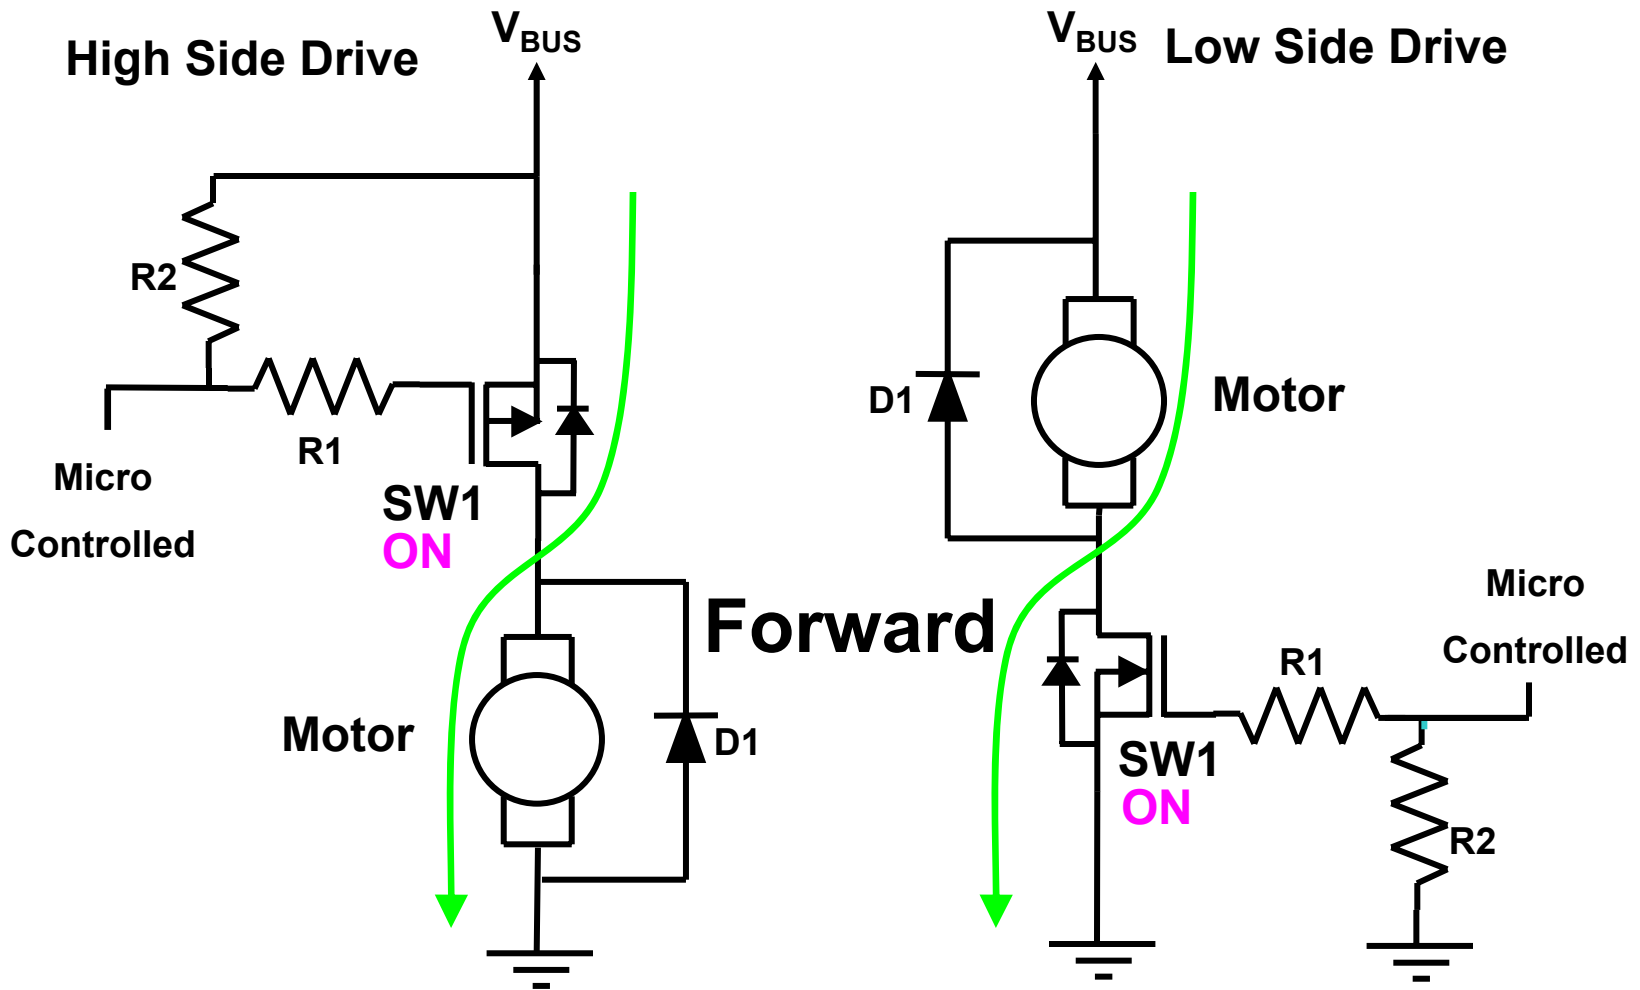 High Side Drive
VBUS
R2
R1
Micro
Controlled
SW1
ON
Motor
D1
Forward
VBUS
Low Side Drive
D1
Motor
Micro
Controlled
R1
SW1
ON
R2